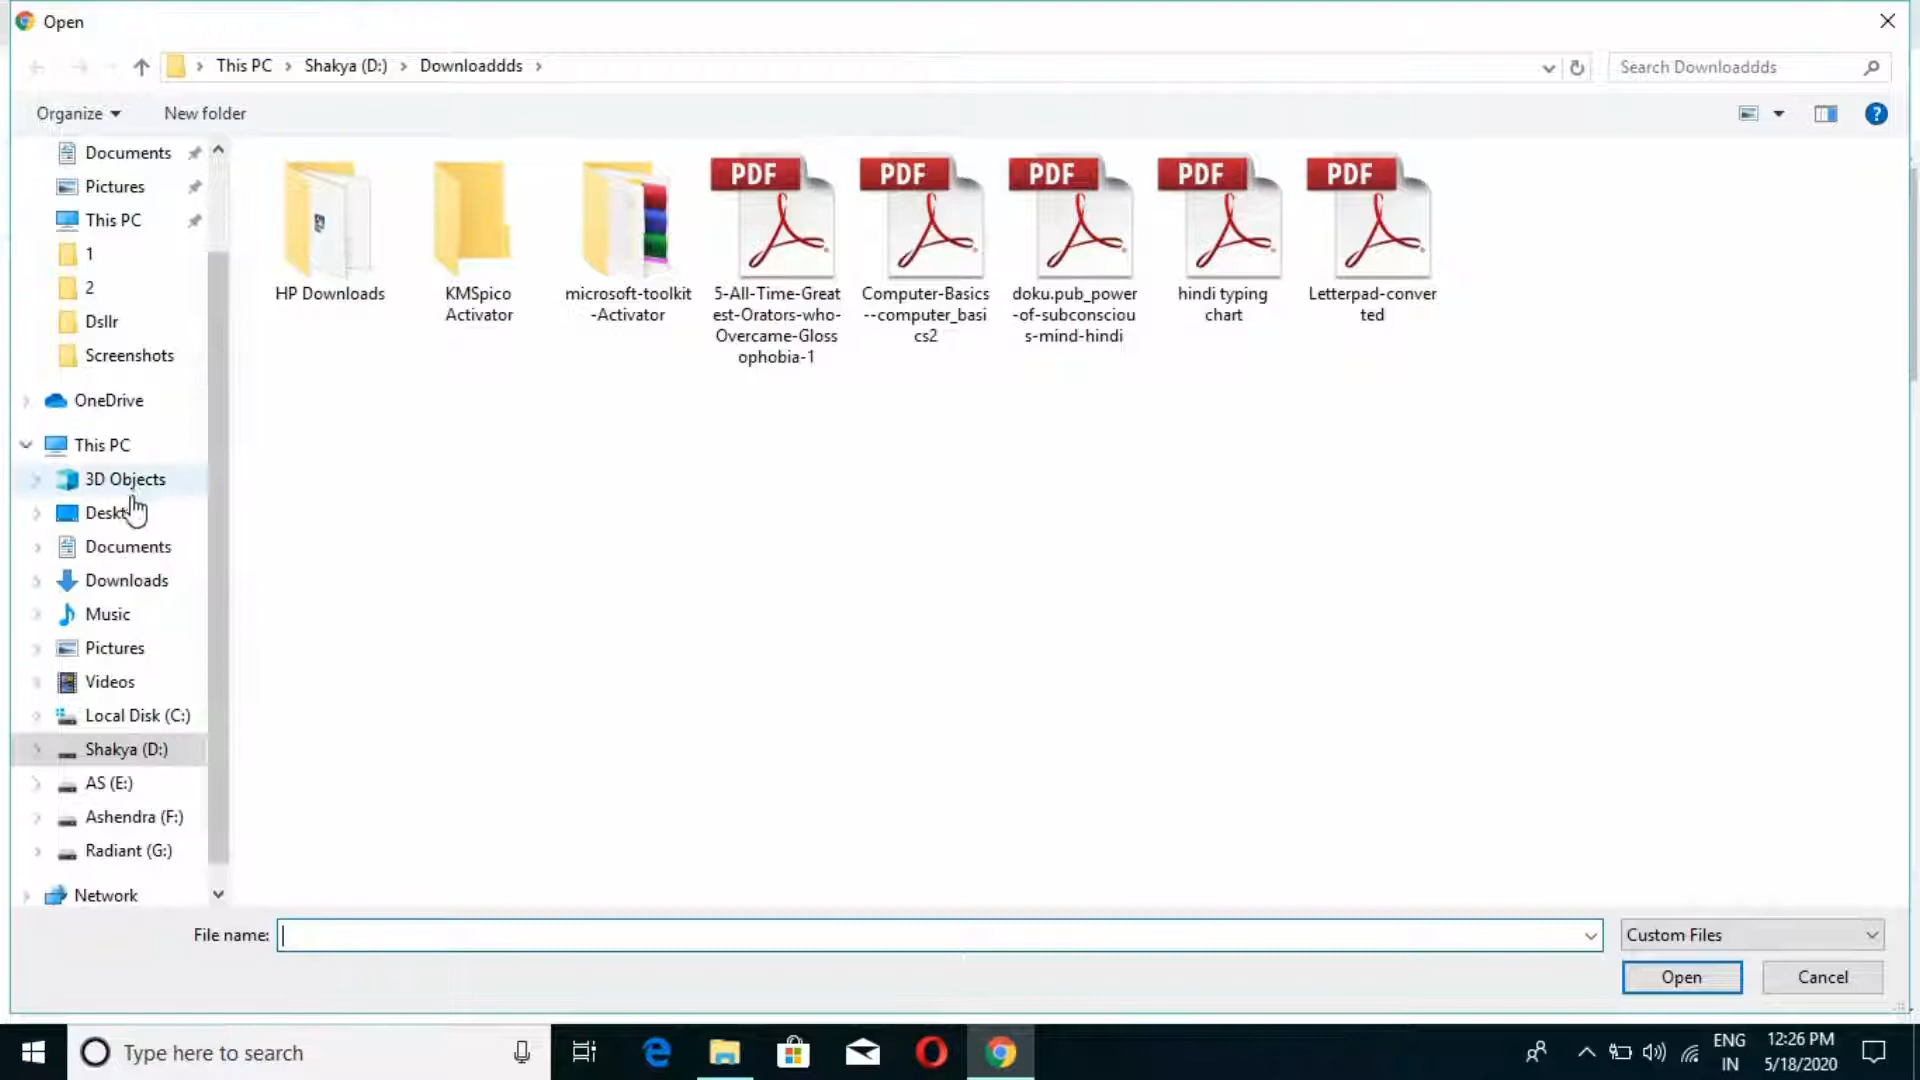 Open
This PC
Shakya (D:)
Downloaddds
Search Downloaddds
Organize
New folder
Documents
Pictures
This PC
1
2
Dsllr
Screenshots
OneDrive
This PC
3D Objects
Deskt
Documents
Downloads
Music
Pictures
Videos
Local Disk (C:)
Shakya (D:)
AS (E:)
Ashendra (F:)
Radiant (G:)
Network
HP Downloads
KMSpico
Activator
microsoft-toolkit
-Activator
PDF
5-All-Time-Great
est-Orators-who-
Overcame-Gloss
ophobia-1
PDF
Computer-Basics
--computer_basi
cs2
PDF
doku.pub_power
-of-subconsciou
s-mind-hindi
PDF
hindi typing
chart
PDF
Letterpad-conver
ted
File name:
Custom Files
Open
Cancel
Type here to search
ENG
IN
12:26 PM
5/18/2020